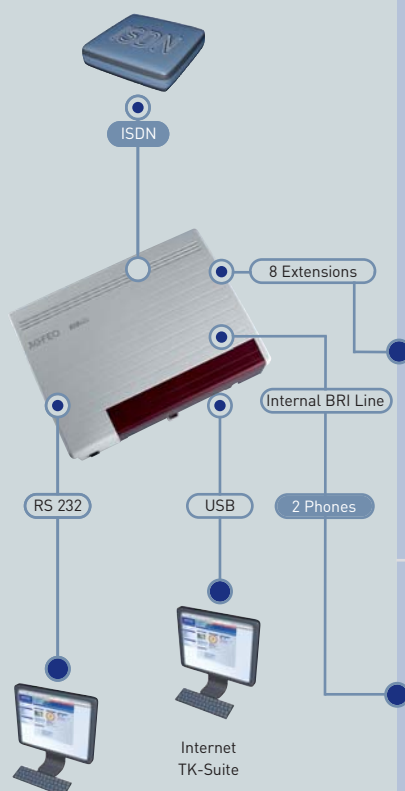 ISDN
ISDN
8 Extensions
AGFEO
Internal BRI Line
RS 232
USB
2 Phones
Internet
TK-Suite